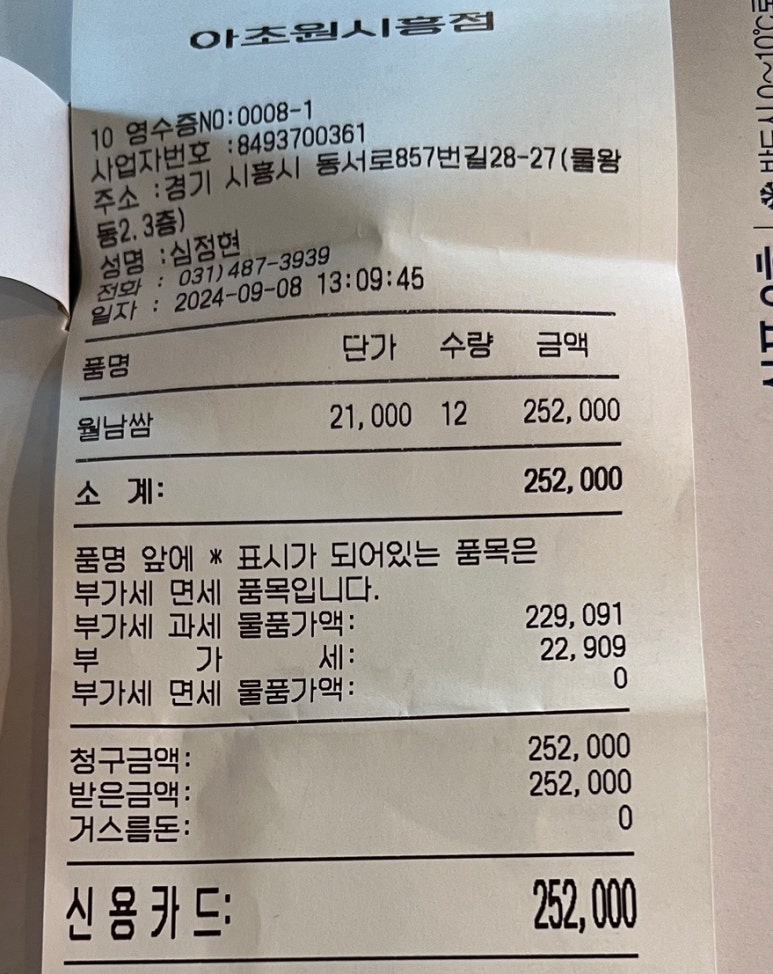 아초원시흥점
10 영수증NO:0008-1
사업자번호 :8493700361
주소 :경기 시흥시 동서로857번길28-27(물왕
동2.3층)
성명 :심정현
전화 : 031)487-3939
일자 : 2024-09-08 13:09:45
품명 단가 수량 금액
월남쌈 21,000 12 252,000
소 계: 252,000
품명 앞에 * 표시가 되어있는 품목은
부가세 면세 품목입니다.
부가세 과세 물품가액: 229,091
부 가 세: 22,909
부가세 면세 물품가액: 0
청구금액: 252,000
받은금액: 252,000
거스름돈: 0
신용카드: 252,000
0~10℃로